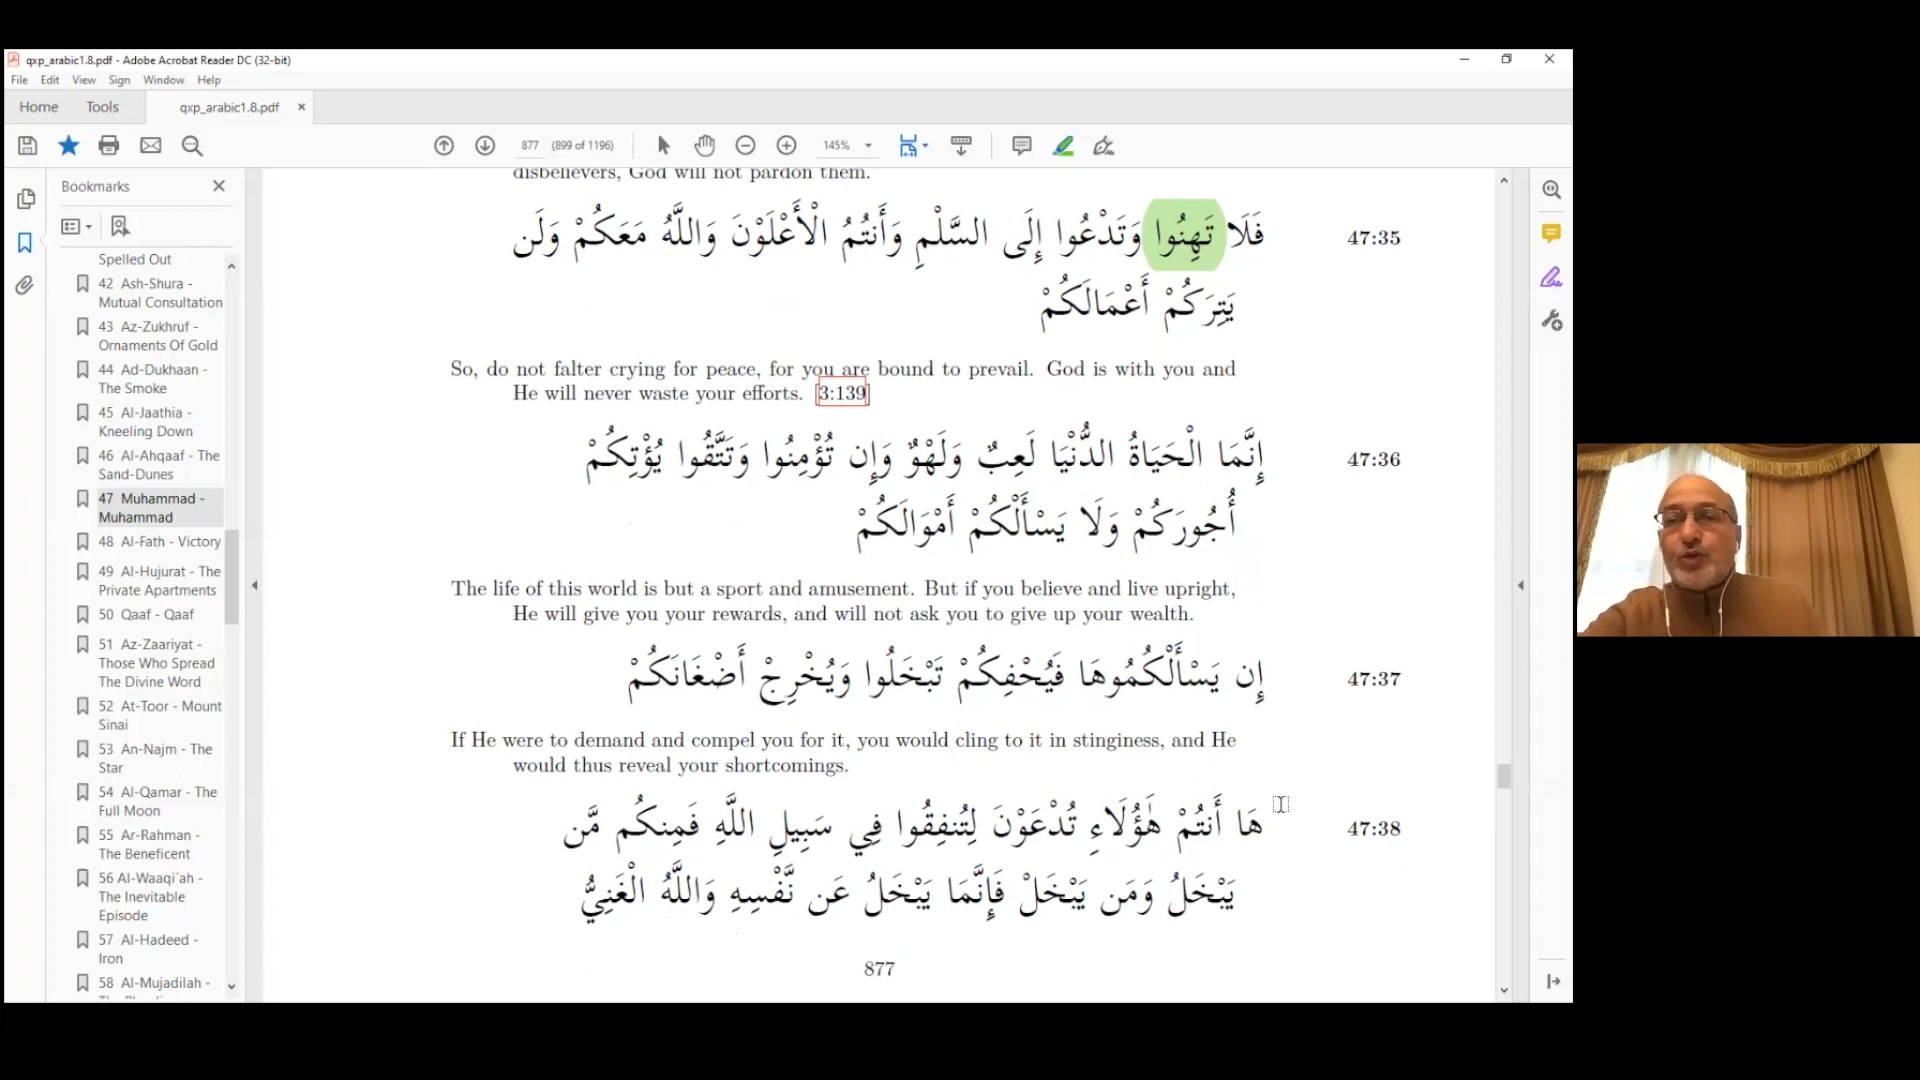 qxp_arabic1.8.pdf - Adobe Acrobat Reader DC (32-bit)
File Edit View Sign Window Help
Home Tools qxp_arabic1.8.pdf
877 (899 of 1196) 145%
Bookmarks
Spelled Out
42 Ash-Shura -
Mutual Consultation
43 Az-Zukhruf -
Ornaments Of Gold
44 Ad-Dukhaan -
The Smoke
45 Al-Jaathia -
Kneeling Down
46 Al-Ahqaaf - The
Sand-Dunes
47 Muhammad -
Muhammad
48 Al-Fath - Victory
49 Al-Hujurat - The
Private Apartments
50 Qaaf - Qaaf
51 Az-Zaariyat -
Those Who Spread
The Divine Word
52 At-Toor - Mount
Sinai
53 An-Najm - The
Star
54 Al-Qamar - The
Full Moon
55 Ar-Rahman -
The Beneficent
56 Al-Waaqi´ah -
The Inevitable
Episode
57 Al-Hadeed -
Iron
58 Al-Mujadilah -
disbelievers, God will not pardon them.
47:35 فَلَا تَهِنُوا وَتَدْعُوا إِلَى السَّلْمِ وَأَنتُمُ الْأَعْلَوْنَ وَاللَّهُ مَعَكُمْ وَلَن
يَتِرَكُمْ أَعْمَالَكُمْ
So, do not falter crying for peace, for you are bound to prevail. God is with you and
He will never waste your efforts. [3:139]
47:36 إِنَّمَا الْحَيَاةُ الدُّنْيَا لَعِبٌ وَلَهْوٌ وَإِن تُؤْمِنُوا وَتَتَّقُوا يُؤْتِكُمْ
أُجُورَكُمْ وَلَا يَسْأَلْكُمْ أَمْوَالَكُمْ
The life of this world is but a sport and amusement. But if you believe and live upright,
He will give you your rewards, and will not ask you to give up your wealth.
47:37 إِن يَسْأَلْكُمُوهَا فَيُحْفِكُمْ تَبْخَلُوا وَيُخْرِجْ أَضْغَانَكُمْ
If He were to demand and compel you for it, you would cling to it in stinginess, and He
would thus reveal your shortcomings.
47:38 هَا أَنتُمْ هَٰؤُلَاءِ تُدْعَوْنَ لِتُنفِقُوا فِي سَبِيلِ اللَّهِ فَمِنكُم مَّن
يَبْخَلُ وَمَن يَبْخَلْ فَإِنَّمَا يَبْخَلُ عَن نَّفْسِهِ وَاللَّهُ الْغَنِيُّ
877